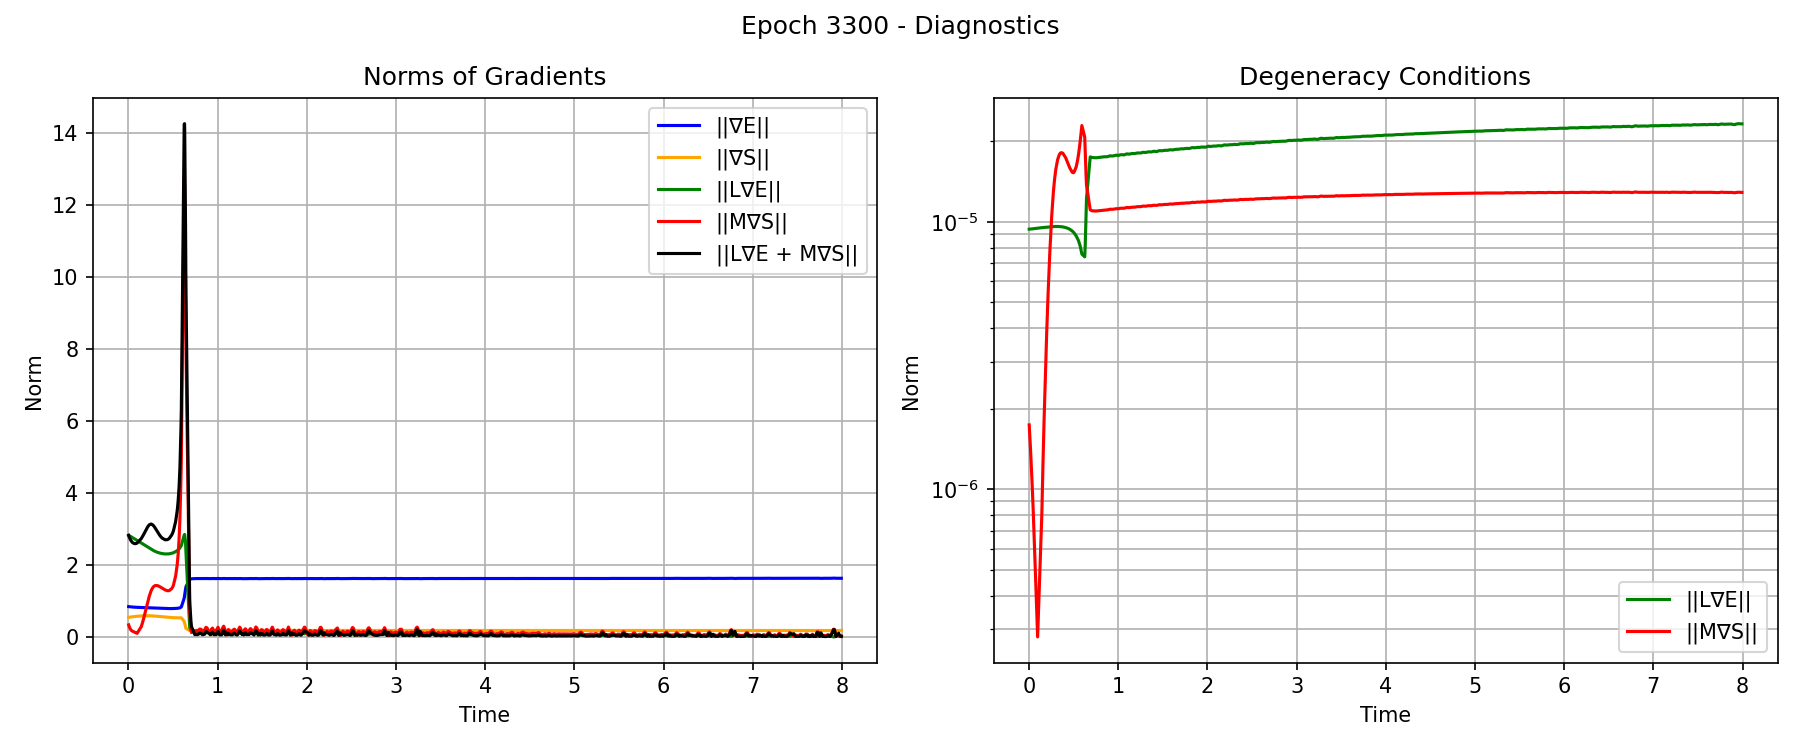 Epoch 3300 - Diagnostics
Norms of Gradients
14
12
10
8
6
4
2
0
Norm
0 1 2 3 4 5 6 7 8
Time
||∇E||
||∇S||
||L∇E||
||M∇S||
||L∇E + M∇S||
Degeneracy Conditions
10⁻⁵
10⁻⁶
Norm
0 1 2 3 4 5 6 7 8
Time
||L∇E||
||M∇S||